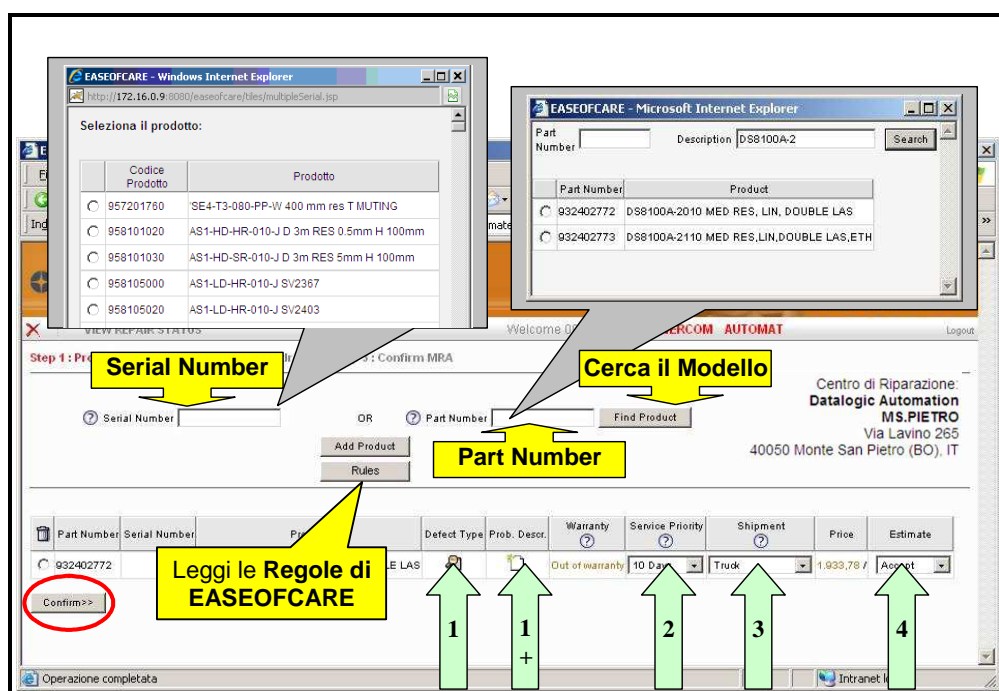 EASEOFCARE - Windows Internet Explorer
http://172.16.0.9:8080/easeofcare/tiles/multipleSerial.jsp
Seleziona il prodotto:
Codice Prodotto Prodotto
957201760 'SE4-T3-080-PP-W 400 mm res T MUTING
958101020 AS1-HD-HR-010-J D 3m RES 0.5mm H 100mm
958101030 AS1-HD-SR-010-J D 3m RES 5mm H 100mm
958105000 AS1-LD-HR-010-J SV2367
958105020 AS1-LD-HR-010-J SV2403
EASEOFCARE - Microsoft Internet Explorer
Part Number Description DS8100A-2 Search
Part Number Product
932402772 DS8100A-2010 MED RES, LIN, DOUBLE LAS
932402773 DS8100A-2110 MED RES,LIN,DOUBLE LAS,ETH
VIEW REPAIR STATUS Welcome AUTOMAT Logout
Step 1 : : Confirm MRA
Serial Number
Cerca il Modello
Centro di Riparazione:
Datalogic Automation
MS.PIETRO
Via Lavino 265
40050 Monte San Pietro (BO), IT
Serial Number OR Part Number Find Product
Add Product
Part Number
Rules
Part Number Serial Number Defect Type Prob. Descr. Warranty Service Priority Shipment Price Estimate
932402772 LE LAS Out of warranty 10 Days Truck 1.933,78 Accept
Leggi le Regole di
EASEOFCARE
Confirm>>
1 1 2 3 4
+
Operazione completata Intranet